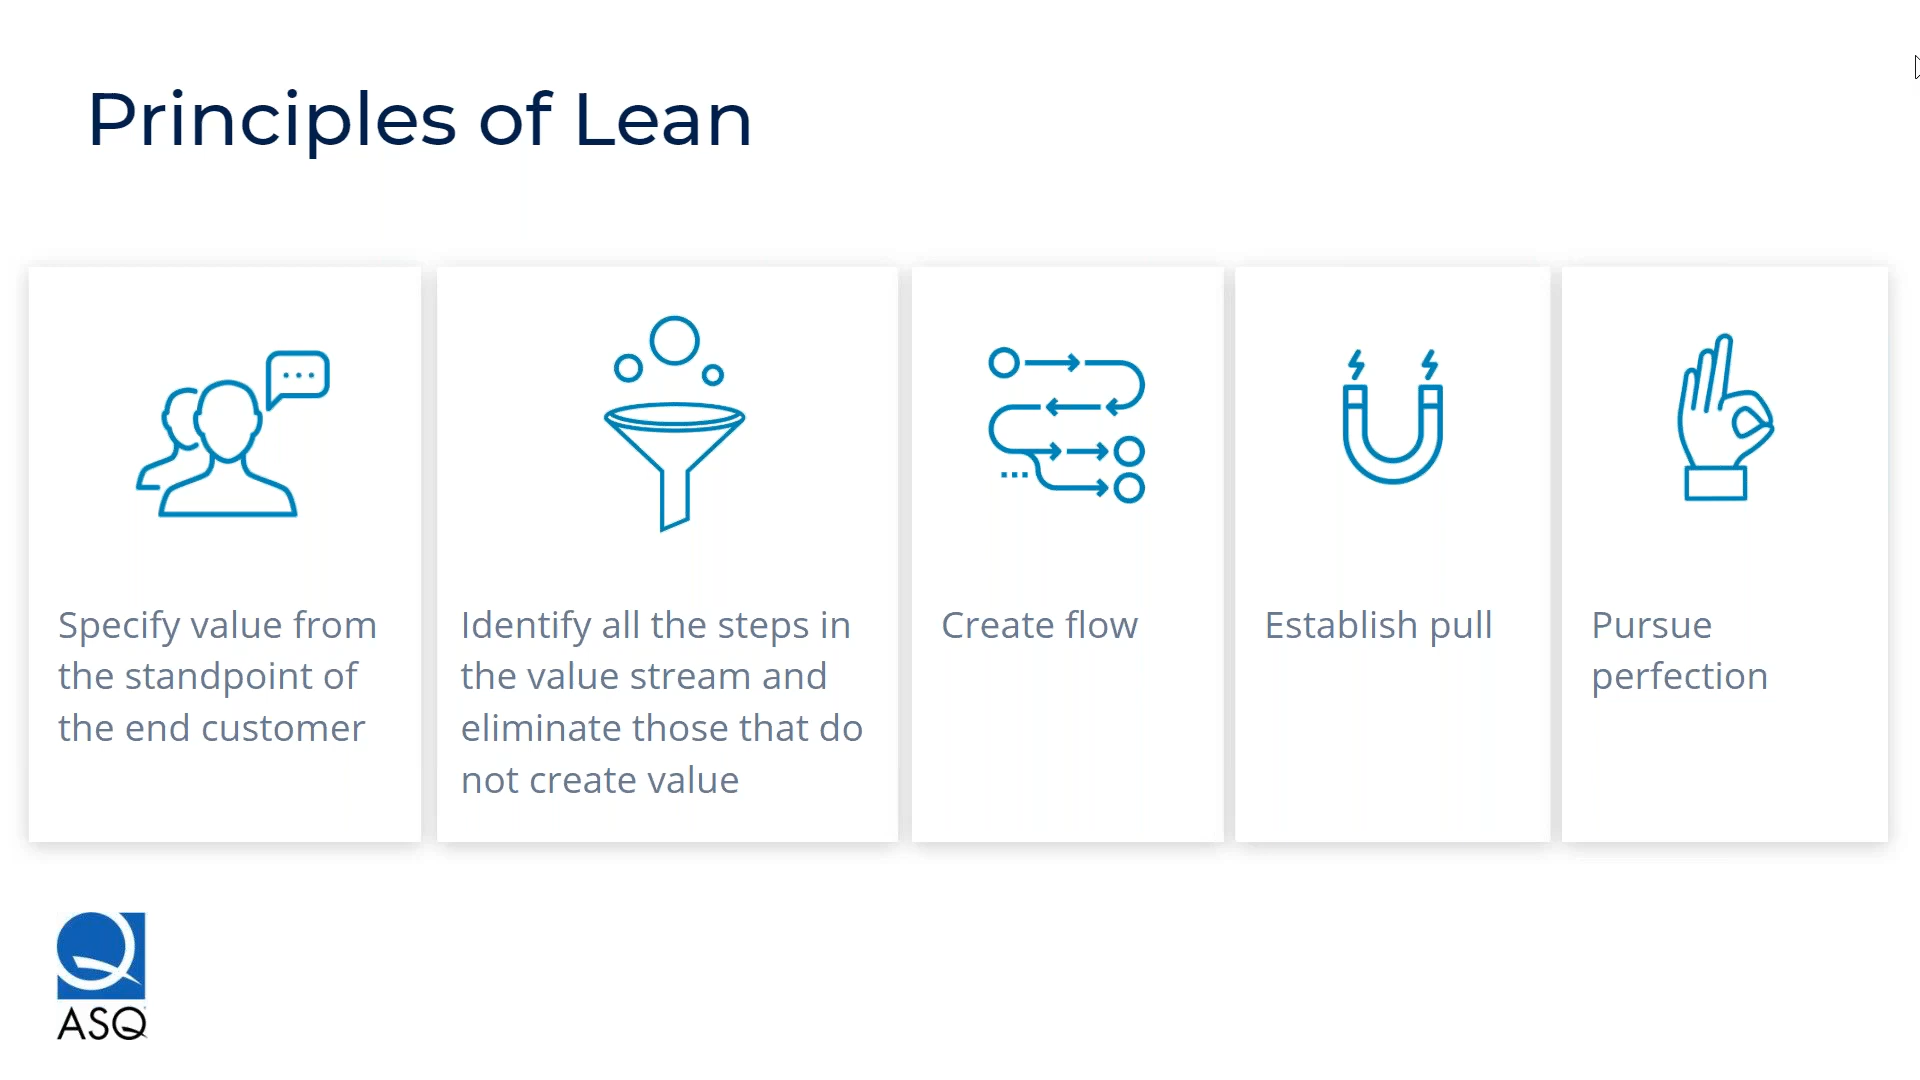 Principles of Lean
Specify value from
the standpoint of
the end customer
Identify all the steps in
the value stream and
eliminate those that do
not create value
Create flow
Establish pull
Pursue
perfection
ASQ